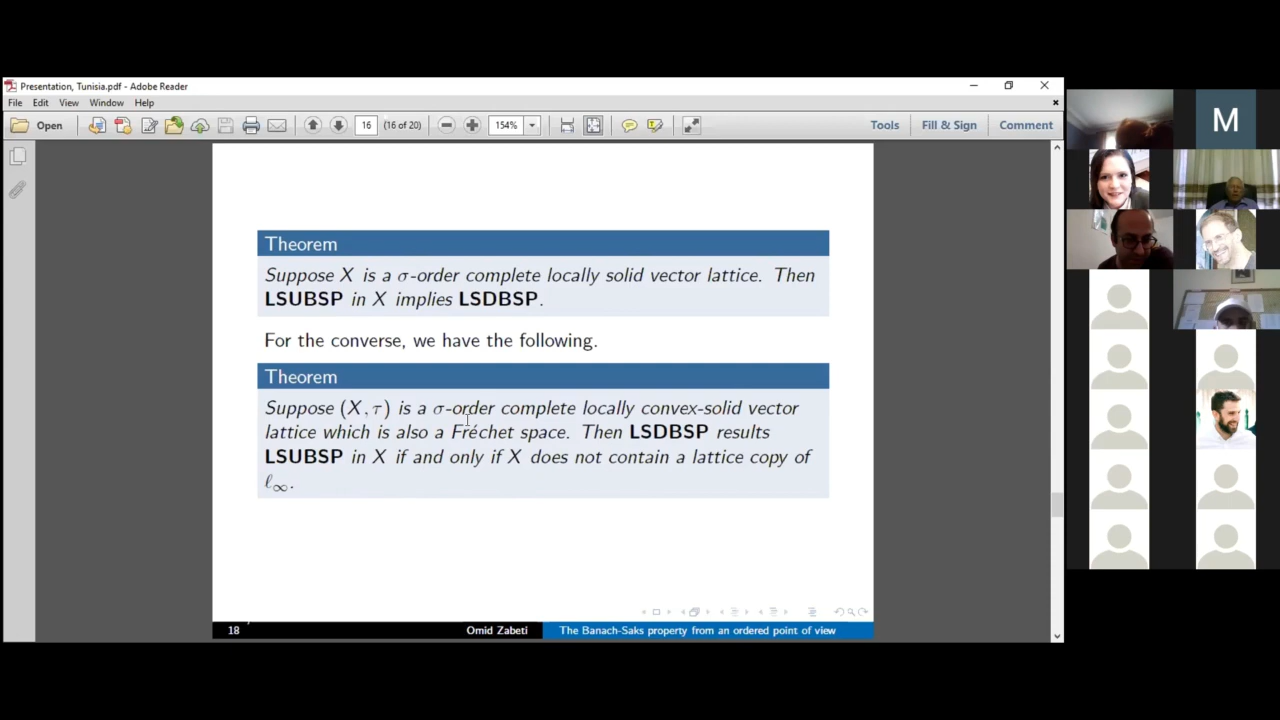 Presentation, Tunisia.pdf - Adobe Reader
File Edit View Window Help
Open 16 (16 of 20) 154% Tools Fill & Sign Comment
M
Theorem
Suppose X is a σ-order complete locally solid vector lattice. Then
LSUBSP in X implies LSDBSP.
For the converse, we have the following.
Theorem
Suppose (X, τ) is a σ-order complete locally convex-solid vector
lattice which is also a Fréchet space. Then LSDBSP results
LSUBSP in X if and only if X does not contain a lattice copy of
ℓ∞.
18 Omid Zabeti The Banach-Saks property from an ordered point of view